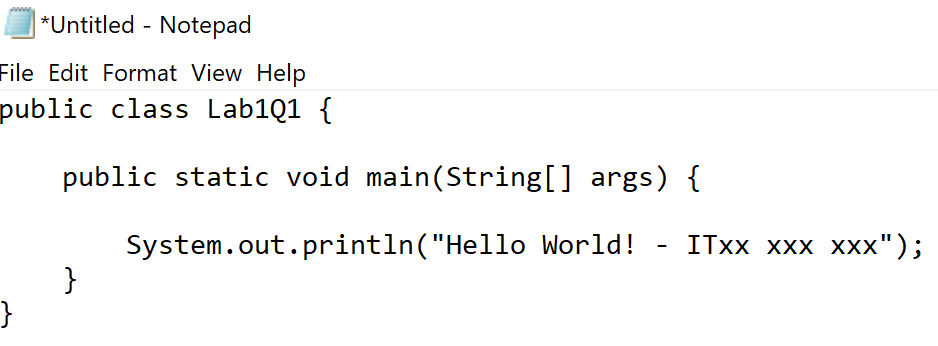 *Untitled - Notepad
File Edit Format View Help
public class Lab1Q1 {
public static void main(String[] args) {
System.out.println("Hello World! - ITxx xxx xxx");
}
}